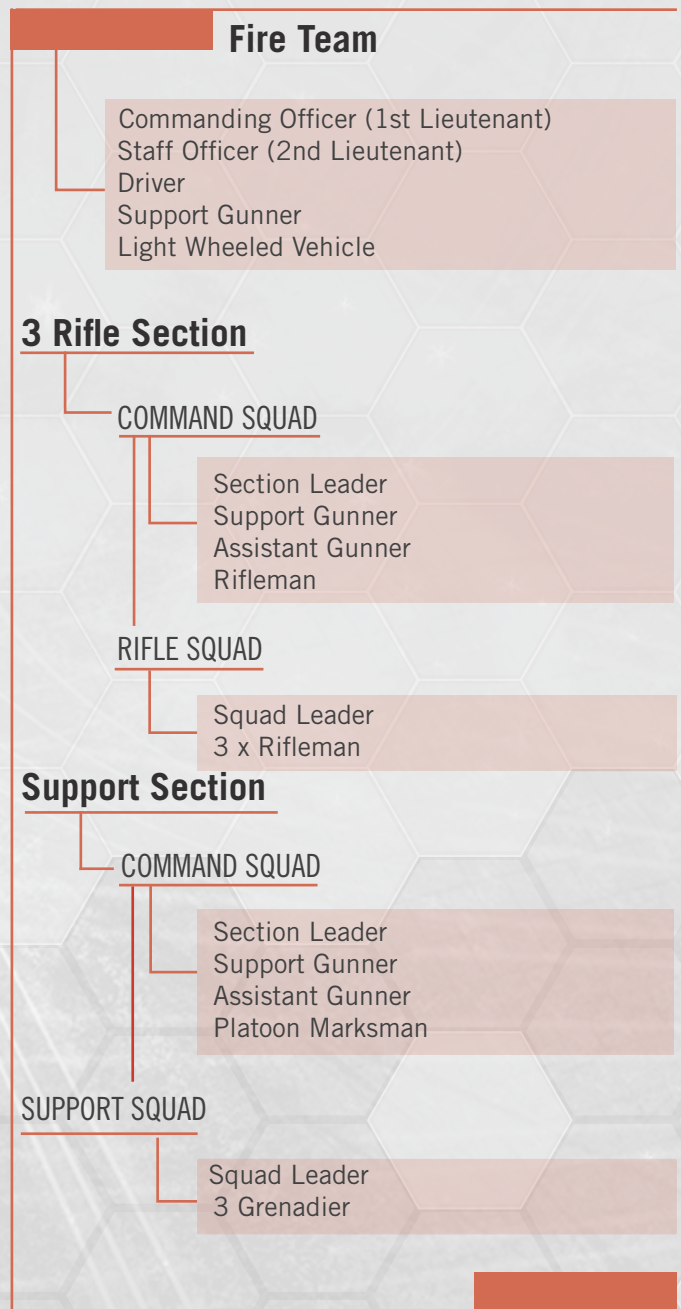 Fire Team
Commanding Officer (1st Lieutenant)
Staff Officer (2nd Lieutenant)
Driver
Support Gunner
Light Wheeled Vehicle
3 Rifle Section
COMMAND SQUAD
Section Leader
Support Gunner
Assistant Gunner
Rifleman
RIFLE SQUAD
Squad Leader
3 x Rifleman
Support Section
COMMAND SQUAD
Section Leader
Support Gunner
Assistant Gunner
Platoon Marksman
SUPPORT SQUAD
Squad Leader
3 Grenadier